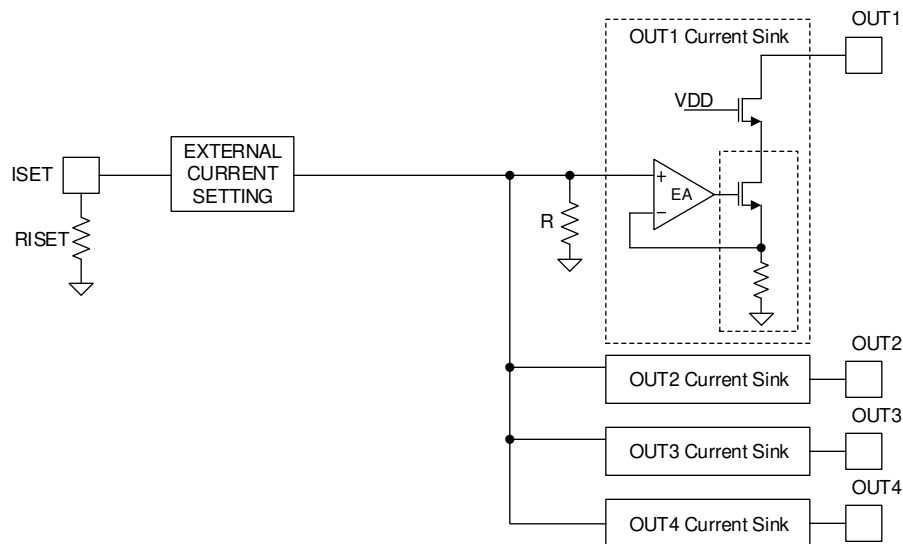 OUT1
OUT1 Current Sink
VDD
EXTERNAL
CURRENT
SETTING
ISET
+
EA
−
RISET
R
OUT2
OUT2 Current Sink
OUT3
OUT3 Current Sink
OUT4
OUT4 Current Sink